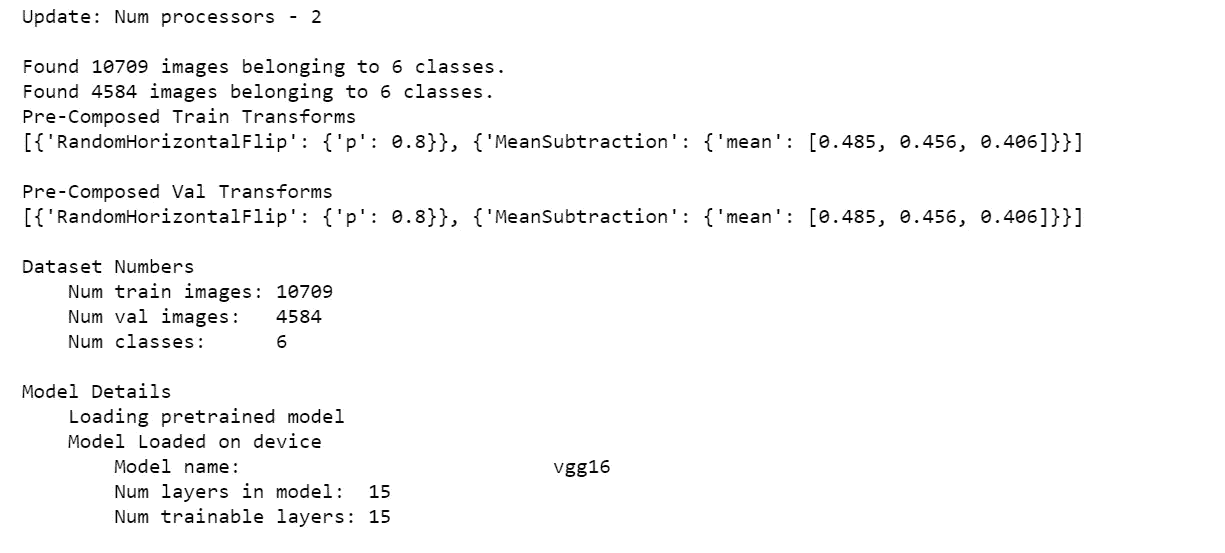 Update: Num processors - 2
Found 10709 images belonging to 6 classes.
Found 4584 images belonging to 6 classes.
Pre-Composed Train Transforms
[{'RandomHorizontalFlip': {'p': 0.8}}, {'MeanSubtraction': {'mean': [0.485, 0.456, 0.406]}}]
Pre-Composed Val Transforms
[{'RandomHorizontalFlip': {'p': 0.8}}, {'MeanSubtraction': {'mean': [0.485, 0.456, 0.406]}}]
Dataset Numbers
Num train images: 10709
Num val images: 4584
Num classes: 6
Model Details
Loading pretrained model
Model Loaded on device
Model name: vgg16
Num layers in model: 15
Num trainable layers: 15